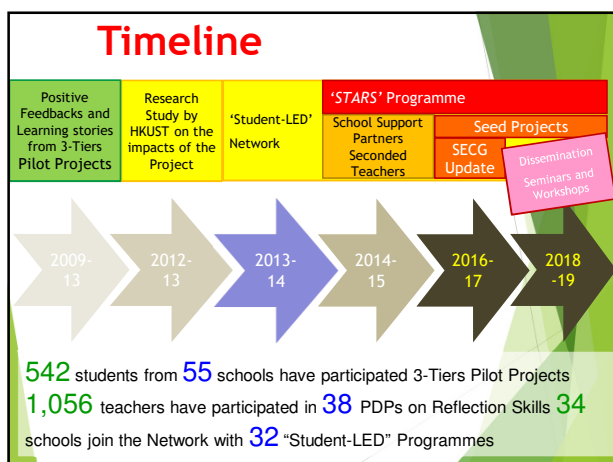 Timeline
Positive
Feedbacks and
Learning stories
from 3-Tiers
Pilot Projects
Research
Study by
HKUST on the
impacts of the
Project
‘Student-LED’
Network
‘STARS’ Programme
School Support
Partners
Seconded
Teachers
Seed Projects
SECG
Update
Dissemination
Seminars and
Workshops
2009-
13
2012-
13
2013-
14
2014-
15
2016-
17
2018
-19
542 students from 55 schools have participated 3-Tiers Pilot Projects
1,056 teachers have participated in 38 PDPs on Reflection Skills 34
schools join the Network with 32 “Student-LED” Programmes